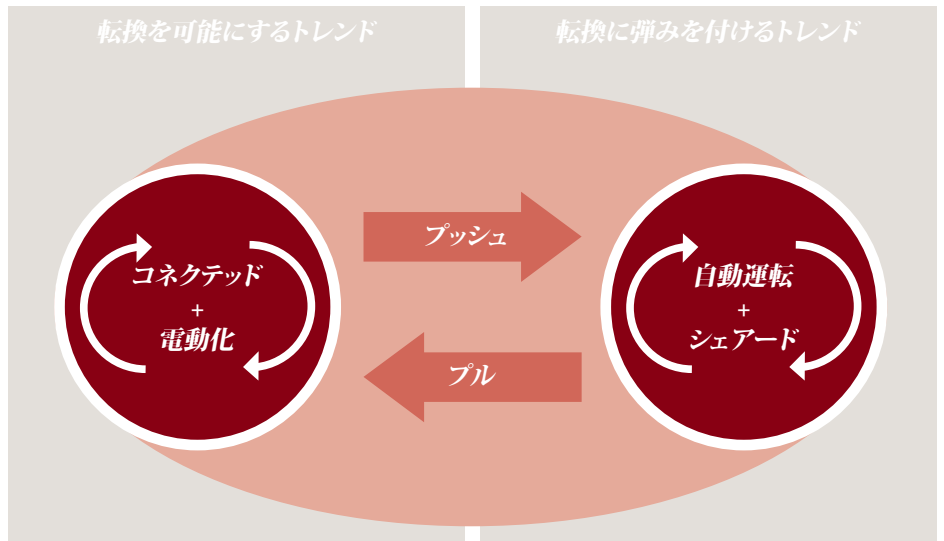 転換を可能にするトレンド
転換に弾みを付けるトレンド
プッシュ
コネクテッド
+
電動化
自動運転
+
シェアード
プル